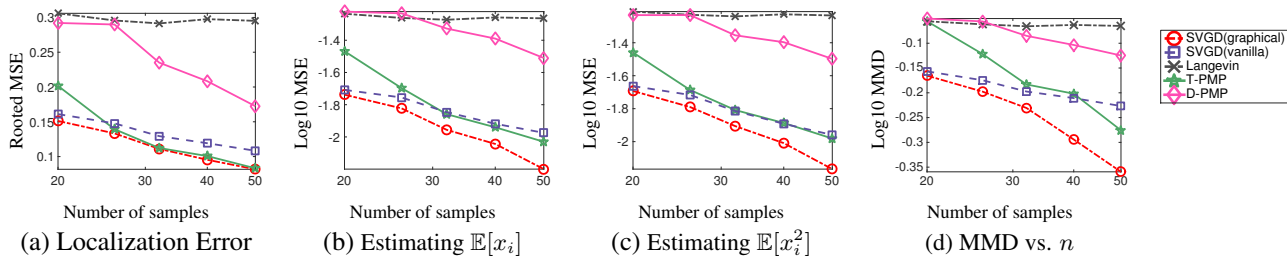 Rooted MSE
0.3
0.25
0.2
0.15
0.1
20 30 40 50
Number of samples
(a) Localization Error
Log10 MSE
-1.4
-1.6
-1.8
-2
20 30 40 50
Number of samples
(b) Estimating 𝔼[xᵢ]
Log10 MSE
-1.4
-1.6
-1.8
-2
20 30 40 50
Number of samples
(c) Estimating 𝔼[xᵢ²]
Log10 MMD
-0.1
-0.15
-0.2
-0.25
-0.3
-0.35
20 30 40 50
Number of samples
(d) MMD vs. n
SVGD(graphical)
SVGD(vanilla)
Langevin
T-PMP
D-PMP